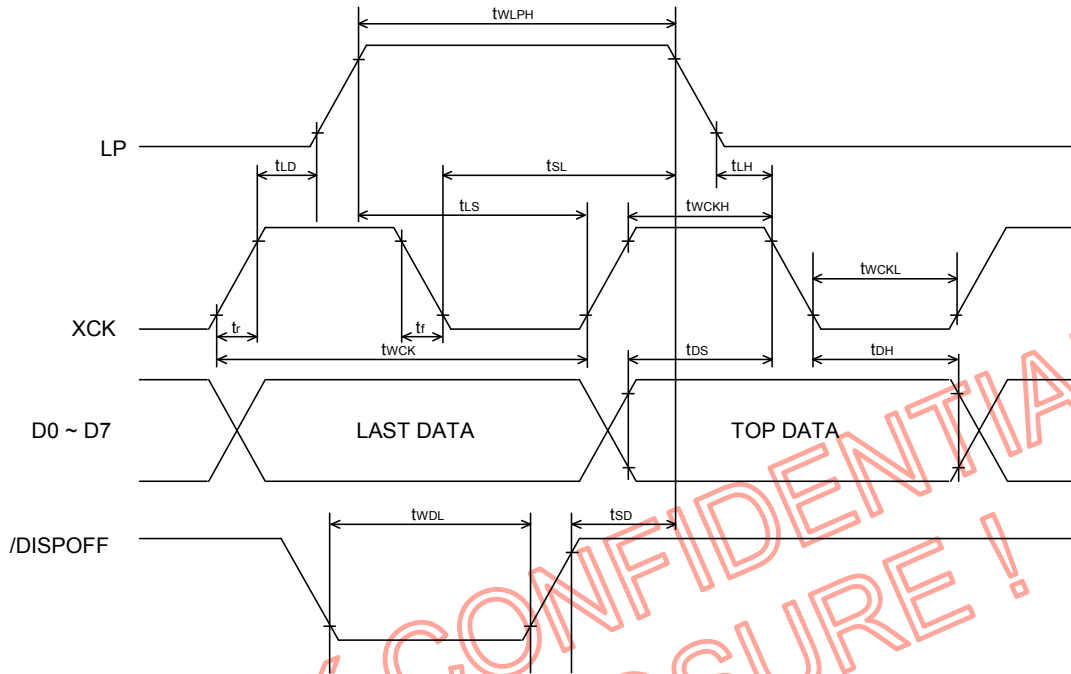 tWLPH
LP
tLD
tSL
tLH
tLS
tWCKH
tWCKL
XCK
tr
tf
tWCK
tDS
tDH
D0 ~ D7
LAST DATA
TOP DATA
tWDL
tSD
/DISPOFF
CONFIDENTIA
SURE !